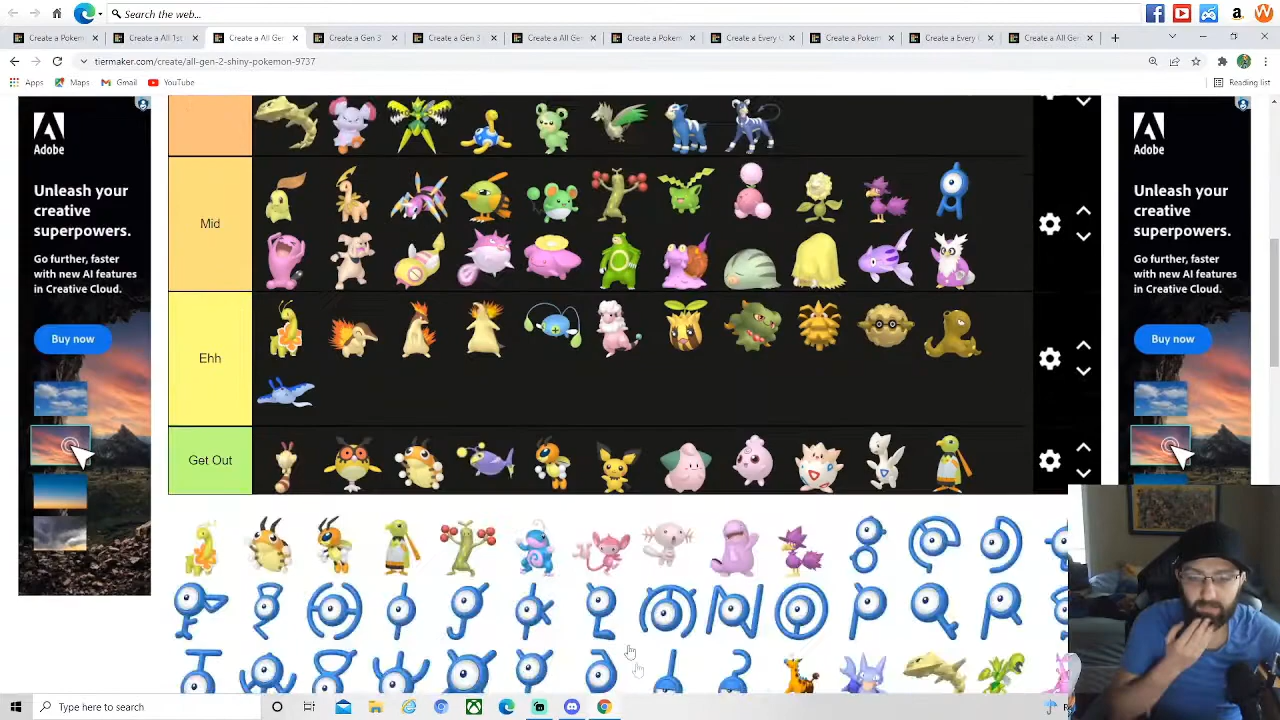 Search the web...
Create a Pokem
Create a All 1st
Create a All Ger
Create a Gen 3
Create a Gen 3
Create a All Ger
Create a Pokem
Create a Every
Create a Pokem
Create a Every
Create a All Ger
tiermaker.com/create/all-gen-2-shiny-pokemon-9737
Apps
Maps
Gmail
YouTube
Reading list
Adobe
Unleash your
creative
superpowers.
Go further, faster
with new AI features
in Creative Cloud.
Buy now
Mid
Ehh
Get Out
Adobe
Unleash your
creative
superpowers.
Go further, faster
with new AI features
in Creative Cloud.
Buy now
Type here to search